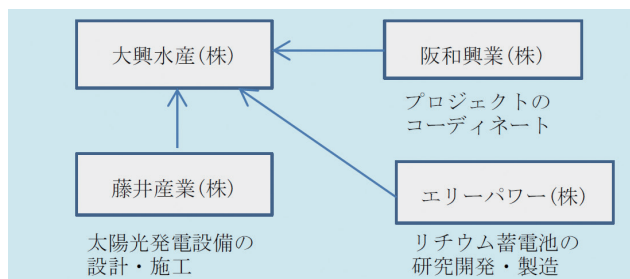 大興水産(株)
阪和興業(株)
プロジェクトの
コーディネート
藤井産業(株)
太陽光発電設備の
設計・施工
エリーパワー(株)
リチウム蓄電池の
研究開発・製造